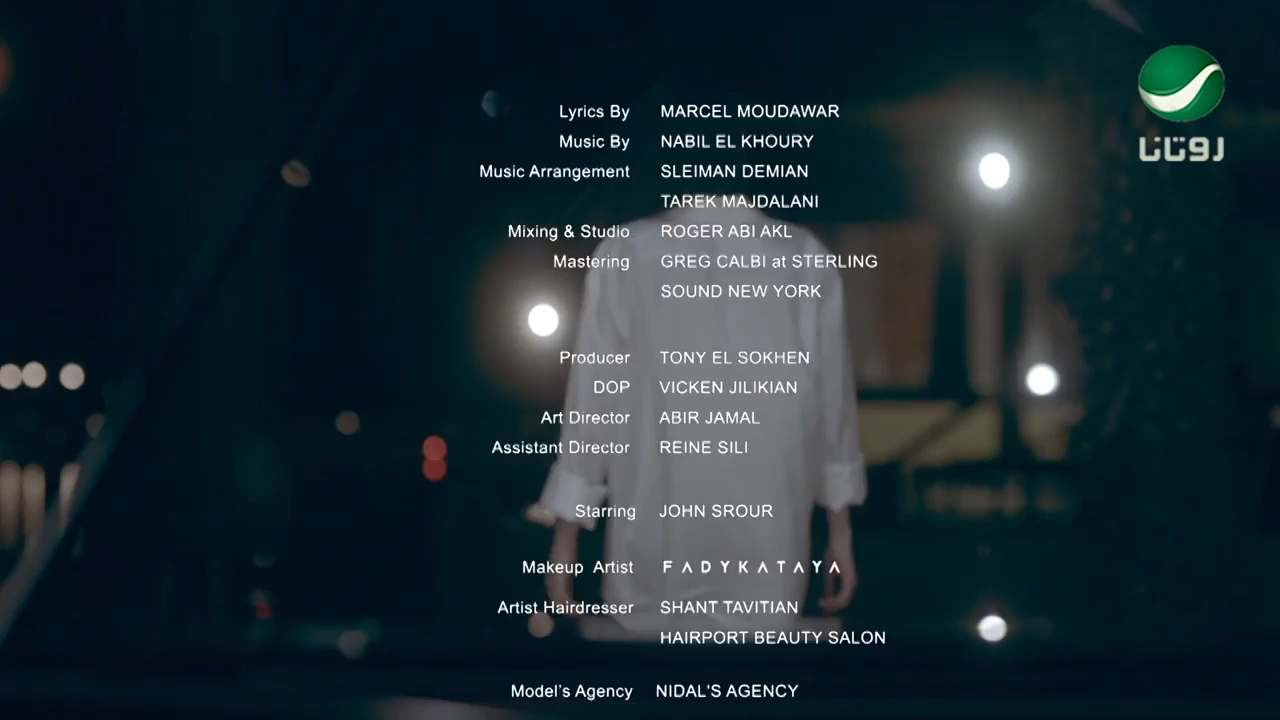 روتانا
Lyrics By MARCEL MOUDAWAR
Music By NABIL EL KHOURY
Music Arrangement SLEIMAN DEMIAN
TAREK MAJDALANI
Mixing & Studio ROGER ABI AKL
Mastering GREG CALBI at STERLING
SOUND NEW YORK
Producer TONY EL SOKHEN
DOP VICKEN JILIKIAN
Art Director ABIR JAMAL
Assistant Director REINE SILI
Starring JOHN SROUR
Makeup Artist FADYKATAYA
Artist Hairdresser SHANT TAVITIAN
HAIRPORT BEAUTY SALON
Model's Agency NIDAL'S AGENCY